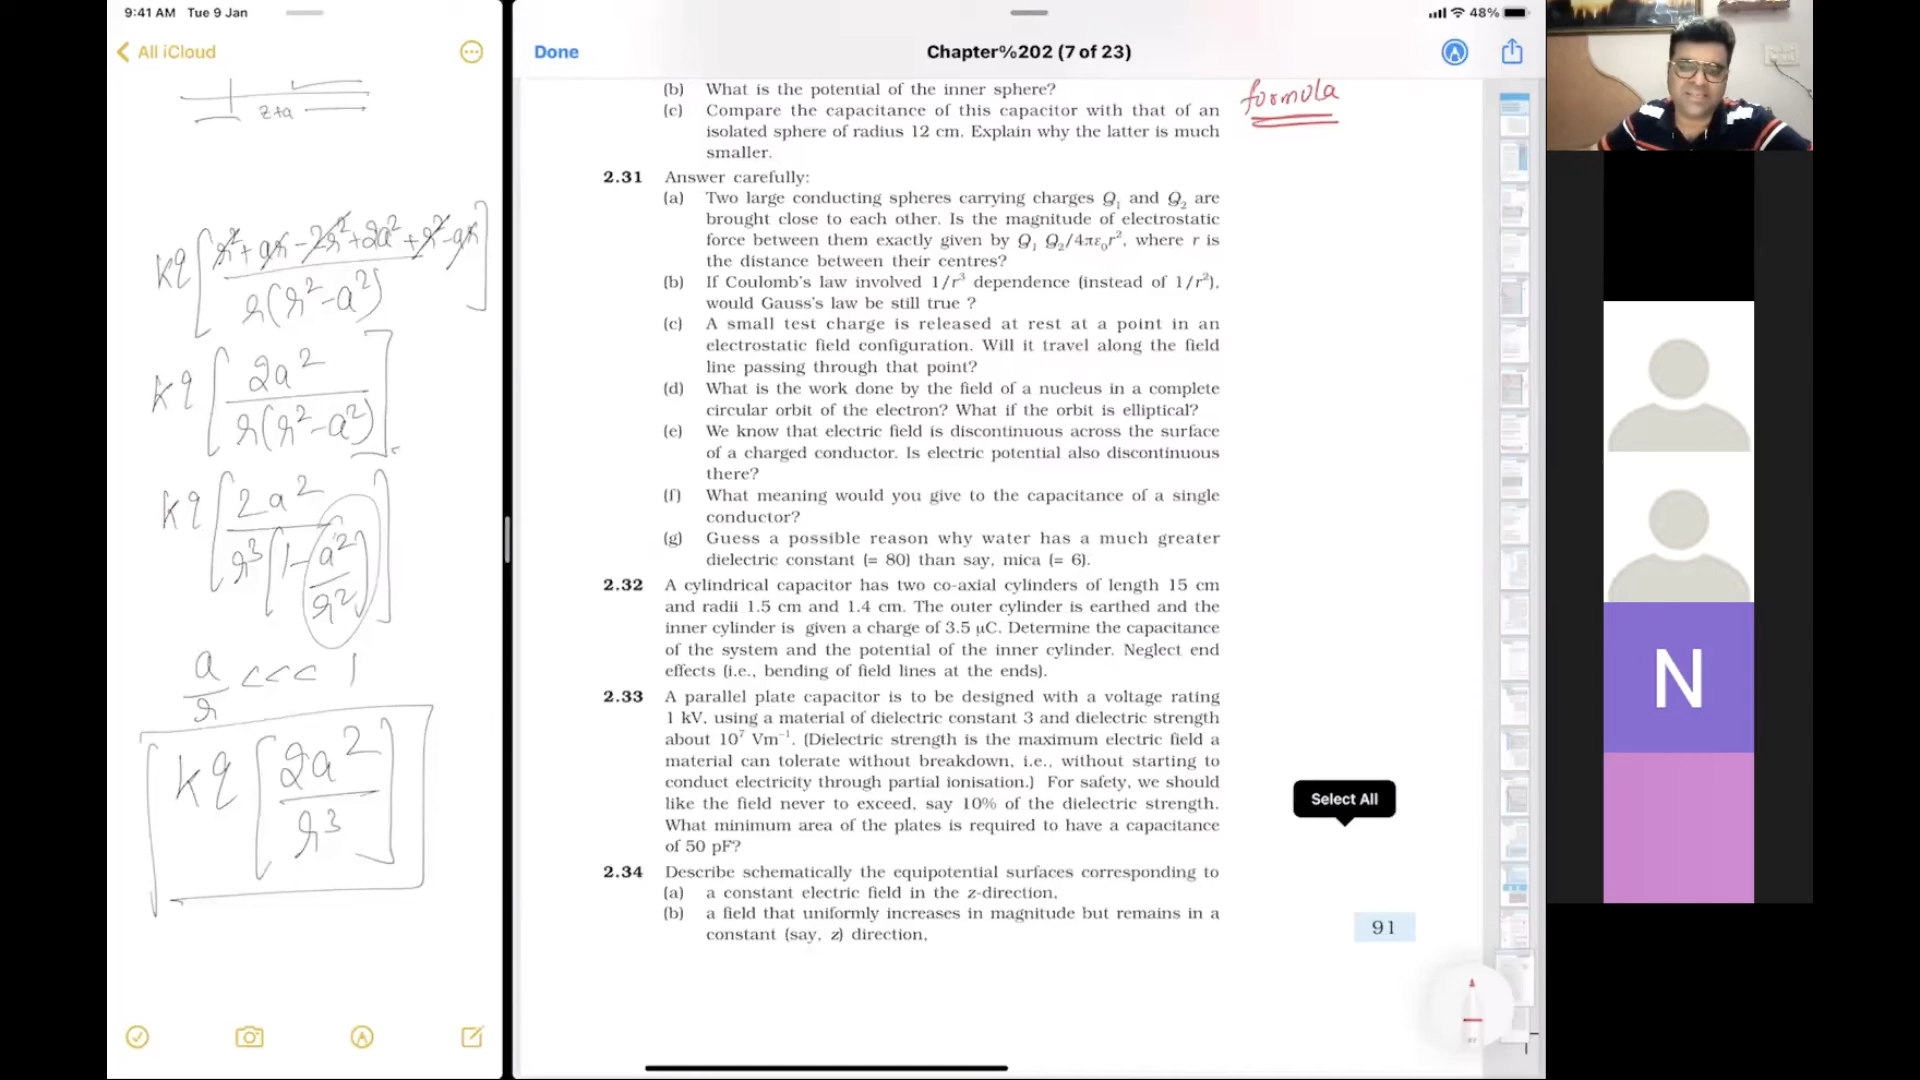 9:41 AM Tue 9 Jan
All iCloud
z+a
kq[r²+ar-2r²+2a²+r²-ar
r(r²-a²)]
kq[2a²
r(r²-a²)]
kq[2a²
r³[1-a²
r²]]
a <<< 1
r
kq[2a²
r³]
48%
Done
Chapter%202 (7 of 23)
(b) What is the potential of the inner sphere?
(c) Compare the capacitance of this capacitor with that of an
isolated sphere of radius 12 cm. Explain why the latter is much
smaller.
formula
2.31 Answer carefully:
(a) Two large conducting spheres carrying charges Q₁ and Q₂ are
brought close to each other. Is the magnitude of electrostatic
force between them exactly given by Q₁ Q₂/4πε₀r², where r is
the distance between their centres?
(b) If Coulomb's law involved 1/r³ dependence (instead of 1/r²),
would Gauss's law be still true ?
(c) A small test charge is released at rest at a point in an
electrostatic field configuration. Will it travel along the field
line passing through that point?
(d) What is the work done by the field of a nucleus in a complete
circular orbit of the electron? What if the orbit is elliptical?
(e) We know that electric field is discontinuous across the surface
of a charged conductor. Is electric potential also discontinuous
there?
(f) What meaning would you give to the capacitance of a single
conductor?
(g) Guess a possible reason why water has a much greater
dielectric constant (= 80) than say, mica (= 6).
2.32 A cylindrical capacitor has two co-axial cylinders of length 15 cm
and radii 1.5 cm and 1.4 cm. The outer cylinder is earthed and the
inner cylinder is given a charge of 3.5 μC. Determine the capacitance
of the system and the potential of the inner cylinder. Neglect end
effects (i.e., bending of field lines at the ends).
2.33 A parallel plate capacitor is to be designed with a voltage rating
1 kV, using a material of dielectric constant 3 and dielectric strength
about 10⁷ Vm⁻¹. (Dielectric strength is the maximum electric field a
material can tolerate without breakdown, i.e., without starting to
conduct electricity through partial ionisation.) For safety, we should
like the field never to exceed, say 10% of the dielectric strength.
What minimum area of the plates is required to have a capacitance
of 50 pF?
Select All
2.34 Describe schematically the equipotential surfaces corresponding to
(a) a constant electric field in the z-direction,
(b) a field that uniformly increases in magnitude but remains in a
constant (say, z) direction,
91
N